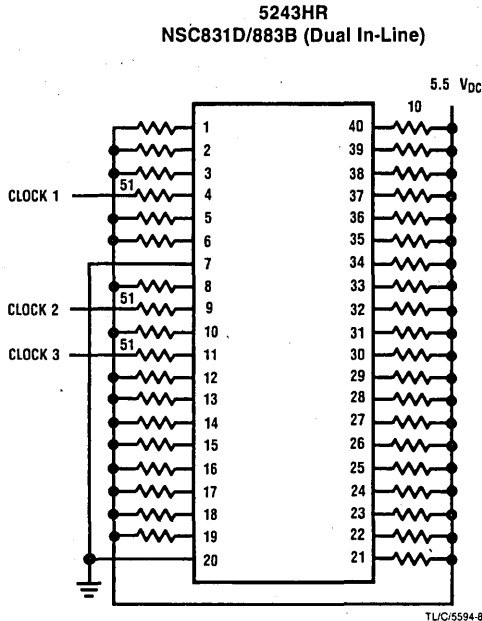 5243HR
NSC831D/883B (Dual In-Line)
5.5 VDC
10
1 40
2 39
3 38
CLOCK 1 51 4 37
5 36
6 35
7 34
8 33
CLOCK 2 51 9 32
10 31
CLOCK 3 51 11 30
12 29
13 28
14 27
15 26
16 25
17 24
18 23
19 22
20 21
TL/C/5594-8